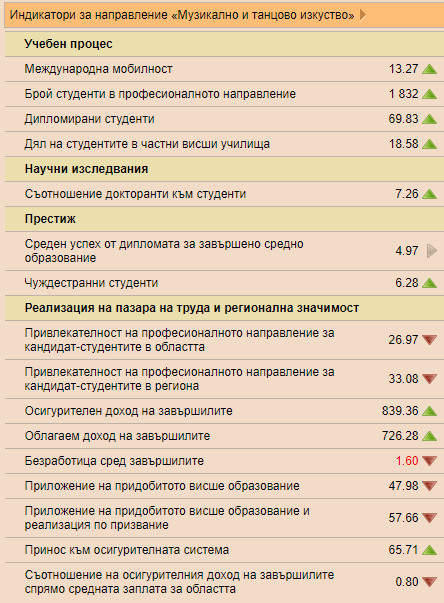 Индикатори за направление «Музикално и танцово изкуство»
Учебен процес
Международна мобилност 13.27
Брой студенти в професионалното направление 1 832
Дипломирани студенти 69.83
Дял на студентите в частни висши училища 18.58
Научни изследвания
Съотношение докторанти към студенти 7.26
Престиж
Среден успех от дипломата за завършено средно
образование 4.97
Чуждестранни студенти 6.28
Реализация на пазара на труда и регионална значимост
Привлекателност на професионалното направление за
кандидат-студентите в областта 26.97
Привлекателност на професионалното направление за
кандидат-студентите в региона 33.08
Осигурителен доход на завършилите 839.36
Облагаем доход на завършилите 726.28
Безработица сред завършилите 1.60
Приложение на придобитото висше образование 47.98
Приложение на придобитото висше образование и
реализация по призвание 57.66
Принос към осигурителната система 65.71
Съотношение на осигурителния доход на завършилите
спрямо средната заплата за областта 0.80